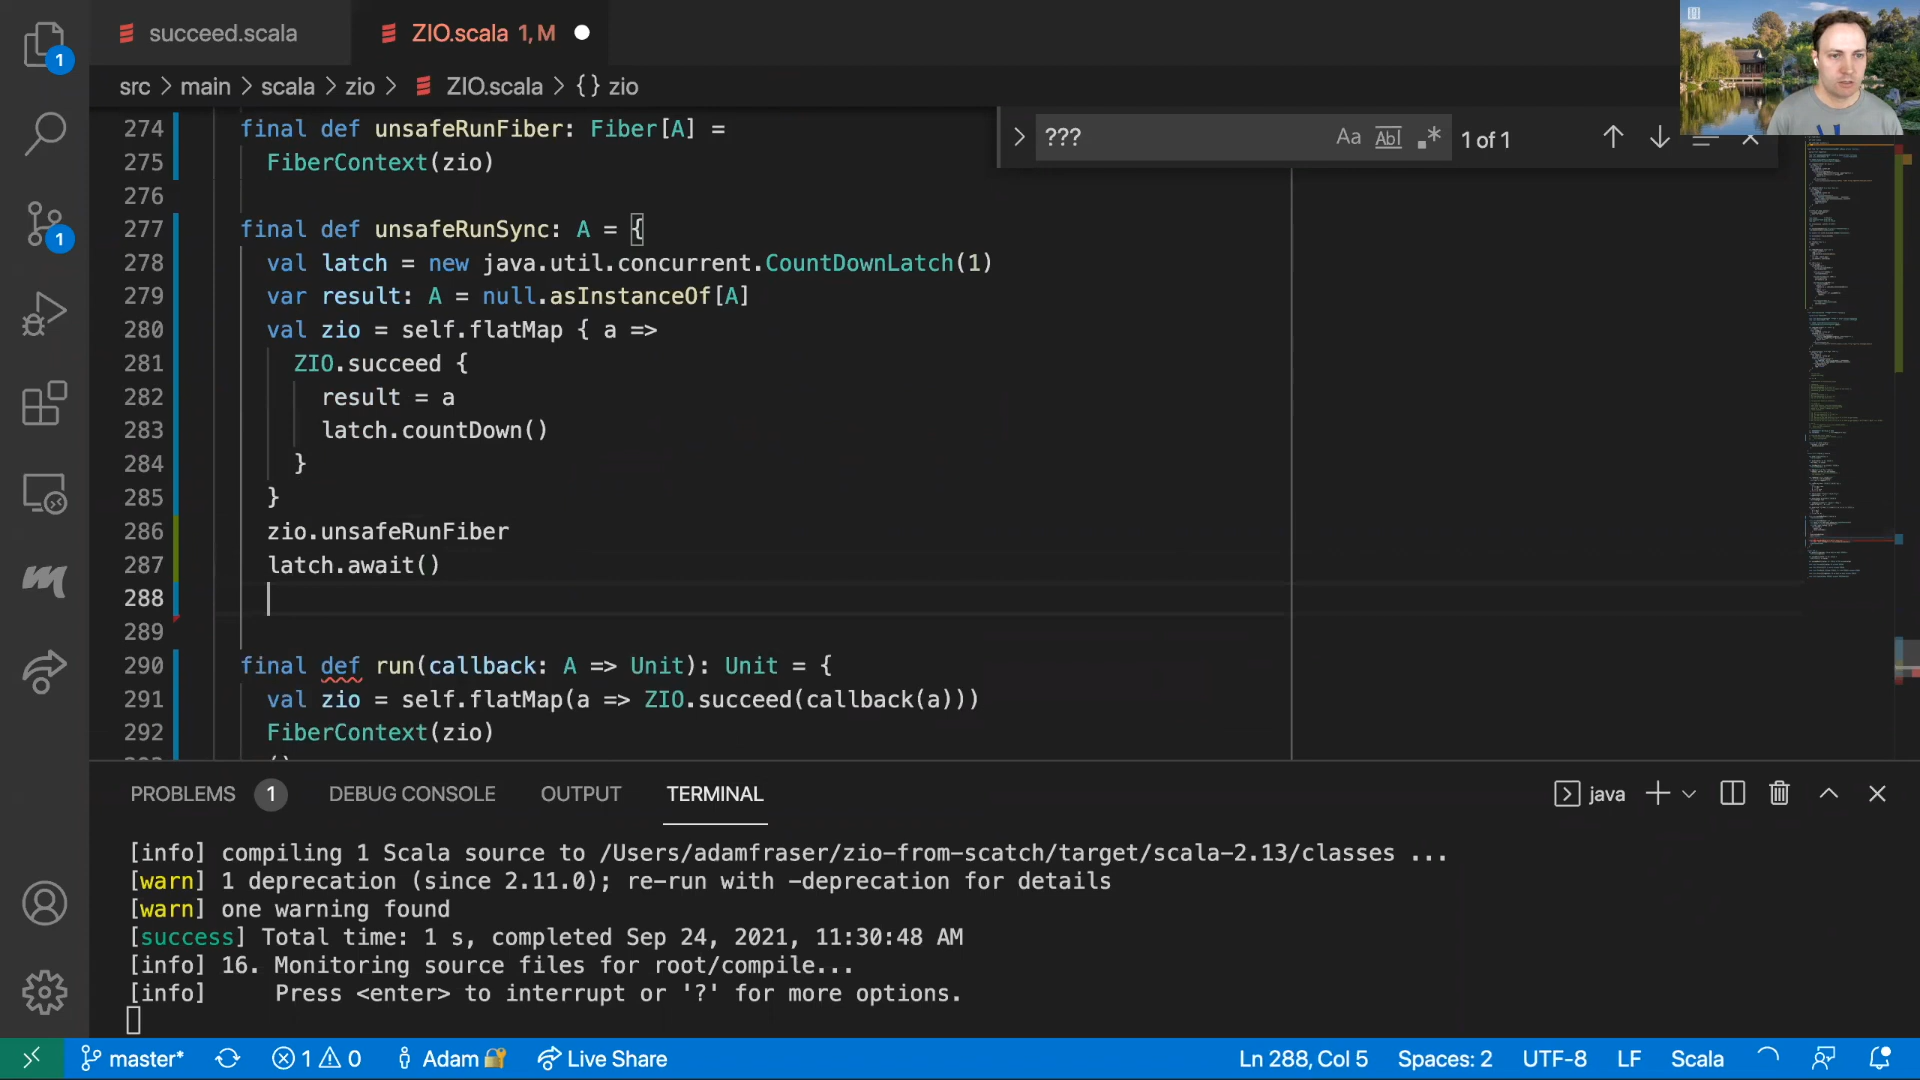 succeed.scala
ZIO.scala 1, M
src > main > scala > zio > ZIO.scala > {} zio
???
Aa Abl .* 1 of 1
274 final def unsafeRunFiber: Fiber[A] =
275 FiberContext(zio)
276
277 final def unsafeRunSync: A = {
278 val latch = new java.util.concurrent.CountDownLatch(1)
279 var result: A = null.asInstanceOf[A]
280 val zio = self.flatMap { a =>
281 ZIO.succeed {
282 result = a
283 latch.countDown()
284 }
285 }
286 zio.unsafeRunFiber
287 latch.await()
288
289
290 final def run(callback: A => Unit): Unit = {
291 val zio = self.flatMap(a => ZIO.succeed(callback(a)))
292 FiberContext(zio)
1
1
PROBLEMS 1 DEBUG CONSOLE OUTPUT TERMINAL
java
[info] compiling 1 Scala source to /Users/adamfraser/zio-from-scatch/target/scala-2.13/classes ...
[warn] 1 deprecation (since 2.11.0); re-run with -deprecation for details
[warn] one warning found
[success] Total time: 1 s, completed Sep 24, 2021, 11:30:48 AM
[info] 16. Monitoring source files for root/compile...
[info] Press <enter> to interrupt or '?' for more options.
master* 1 0 Adam Live Share
Ln 288, Col 5 Spaces: 2 UTF-8 LF Scala